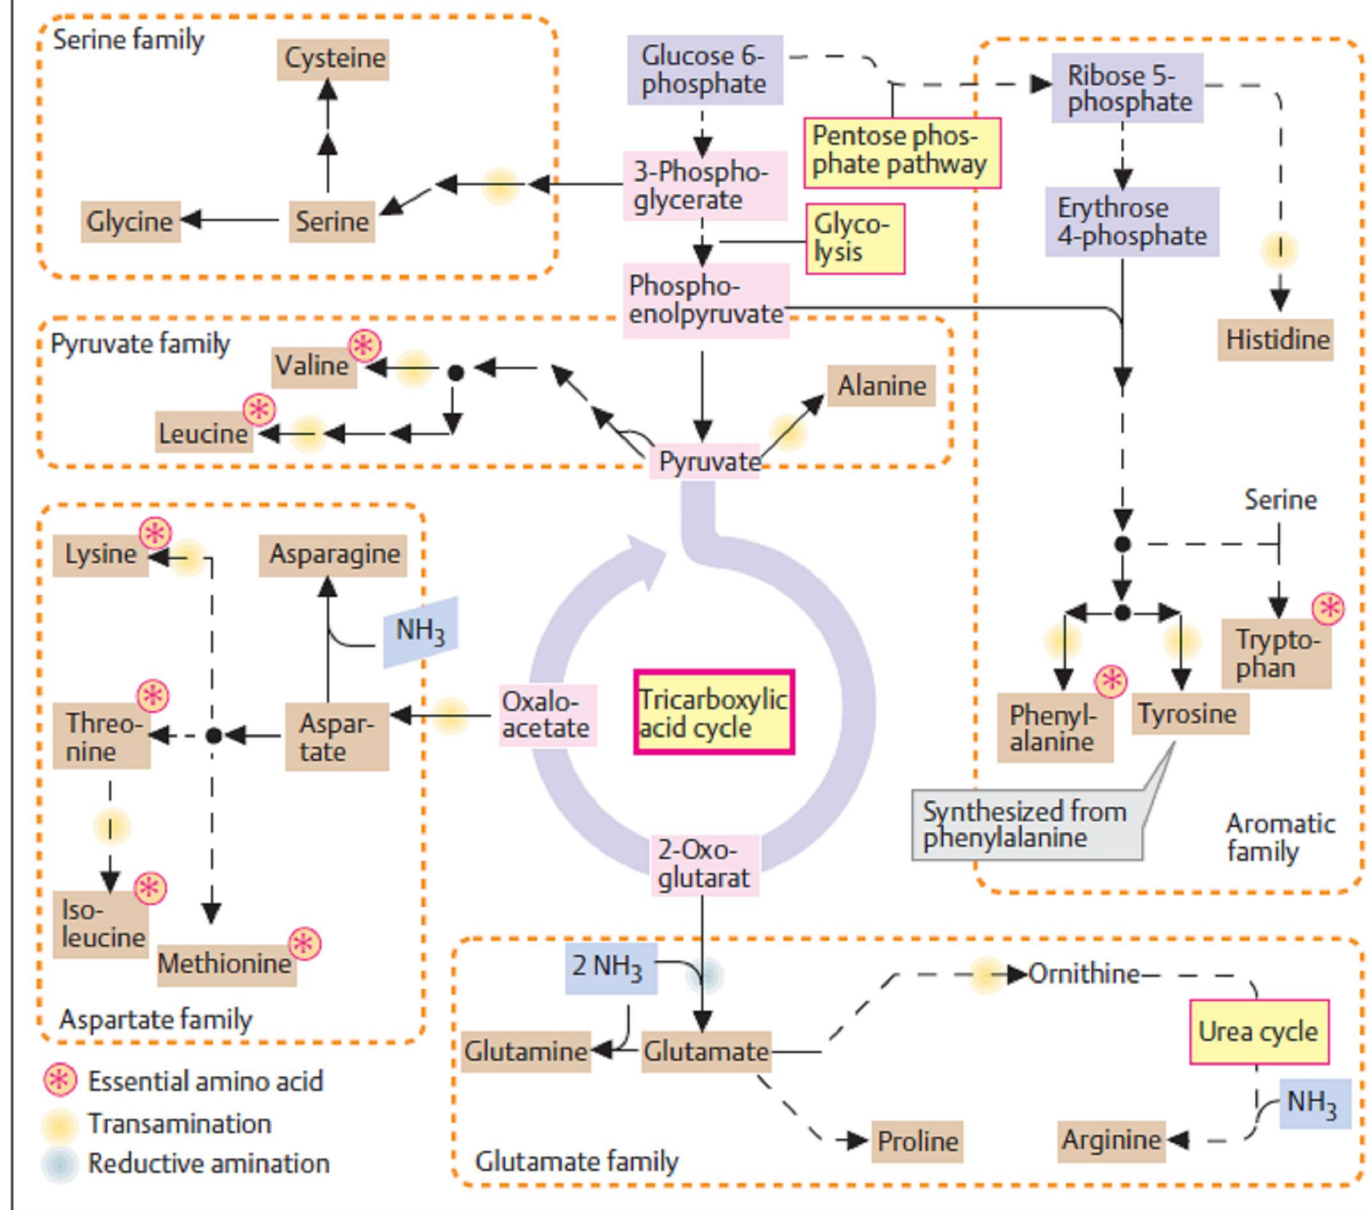 Serine family
Cysteine
Glycine
Serine
Glucose 6-
phosphate
3-Phospho-
glycerate
Phospho-
enolpyruvate
Pentose phos-
phate pathway
Glyco-
lysis
Ribose 5-
phosphate
Erythrose
4-phosphate
Histidine
Pyruvate family
Valine
*
Leucine
*
Alanine
Pyruvate
Lysine
*
Asparagine
NH3
Threo-
nine
*
Aspar-
tate
Oxalo-
acetate
Tricarboxylic
acid cycle
Iso-
leucine
*
Methionine
*
Aspartate family
Serine
Trypto-
phan
*
Phenyl-
alanine
*
Tyrosine
Synthesized from
phenylalanine
Aromatic
family
2-Oxo-
glutarat
2 NH3
Glutamine
Glutamate
Ornithine
Urea cycle
NH3
Proline
Arginine
Glutamate family
* Essential amino acid
Transamination
Reductive amination